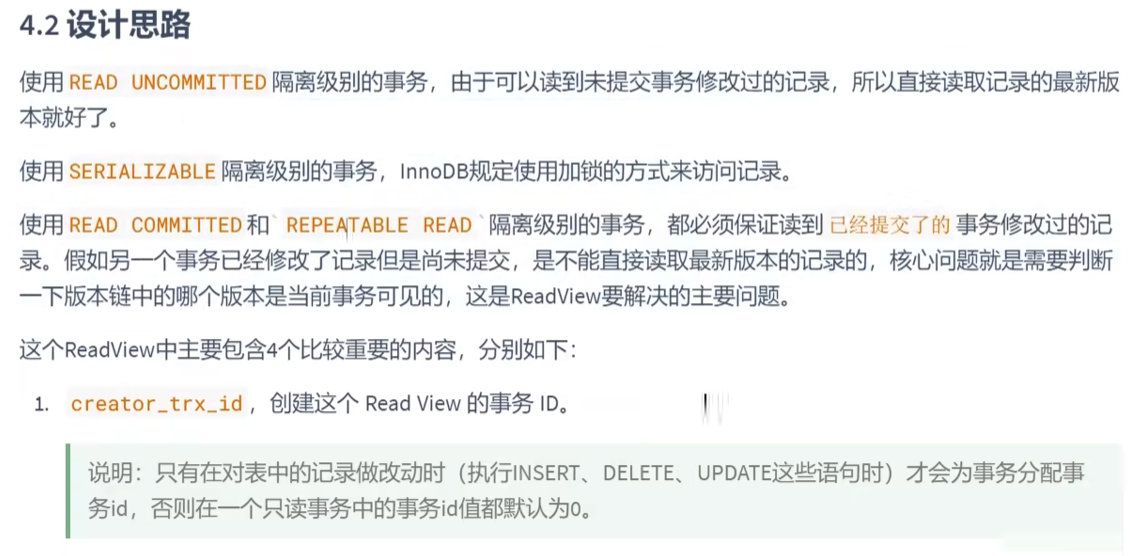 4.2 设计思路
使用 READ UNCOMMITTED 隔离级别的事务，由于可以读到未提交事务修改过的记录，所以直接读取记录的最新版
本就好了。
使用 SERIALIZABLE 隔离级别的事务，InnoDB规定使用加锁的方式来访问记录。
使用 READ COMMITTED 和` REPEATABLE READ `隔离级别的事务，都必须保证读到 已经提交了的 事务修改过的记
录。假如另一个事务已经修改了记录但是尚未提交，是不能直接读取最新版本的记录的，核心问题就是需要判断
一下版本链中的哪个版本是当前事务可见的，这是ReadView要解决的主要问题。
这个ReadView中主要包含4个比较重要的内容，分别如下：
1. creator_trx_id ，创建这个 Read View 的事务 ID。
说明：只有在对表中的记录做改动时（执行INSERT、DELETE、UPDATE这些语句时）才会为事务分配事
务id，否则在一个只读事务中的事务id值都默认为0。